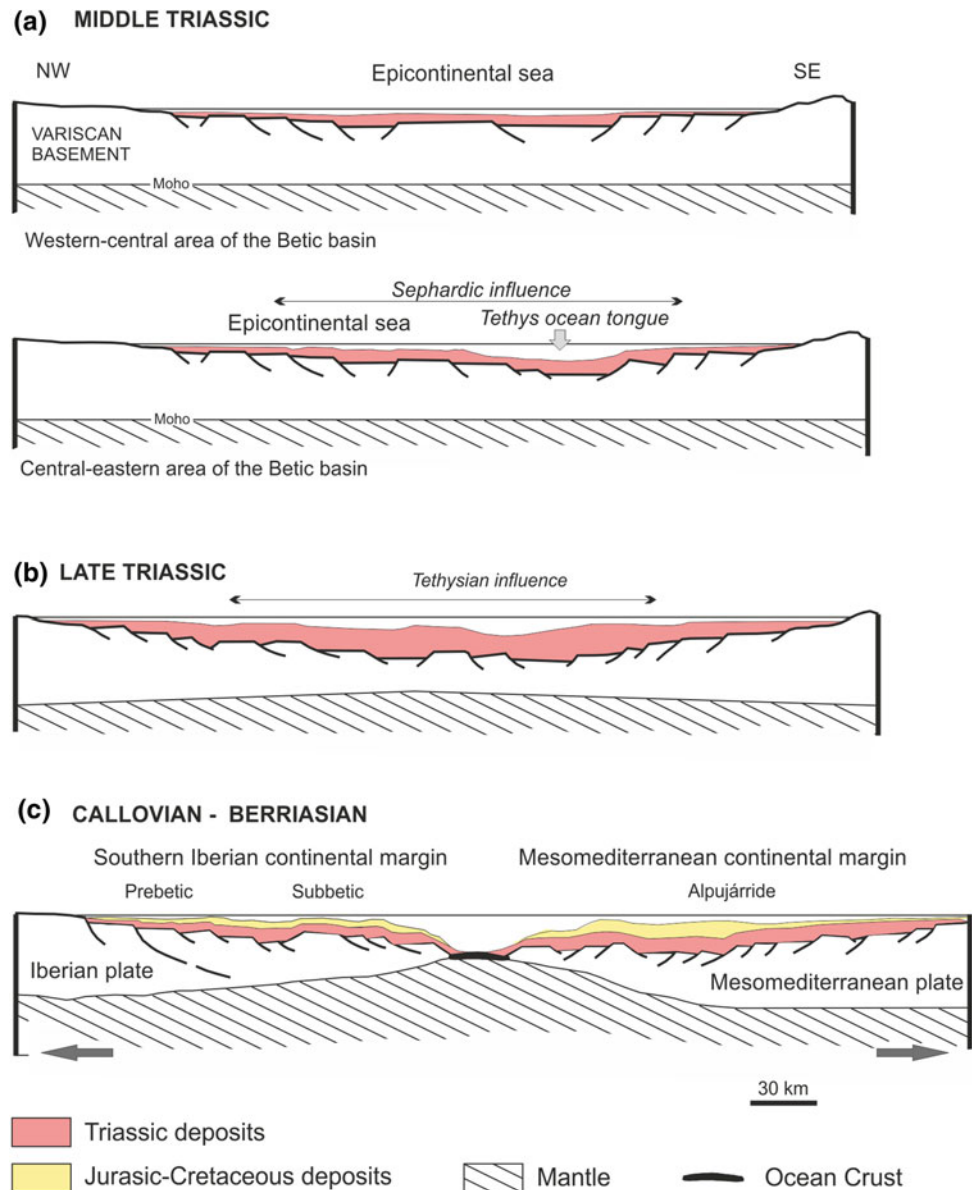 (a) MIDDLE TRIASSIC
NW Epicontinental sea SE
VARISCAN
BASEMENT
Moho
Western-central area of the Betic basin
Sephardic influence
Epicontinental sea Tethys ocean tongue
Moho
Central-eastern area of the Betic basin
(b) LATE TRIASSIC
Tethysian influence
(c) CALLOVIAN - BERRIASIAN
Southern Iberian continental margin Mesomediterranean continental margin
Prebetic Subbetic Alpujárride
Iberian plate Mesomediterranean plate
30 km
Triassic deposits
Jurasic-Cretaceous deposits Mantle Ocean Crust